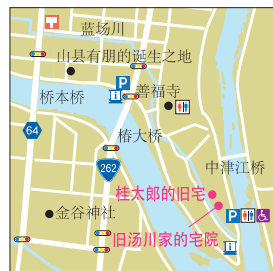 蓝场川
山县有朋的诞生之地
P
i
善福寺
桥本桥
64
椿大桥
262
中津江桥
桂太郎的旧宅
金谷神社
P
旧汤川家的宅院
i